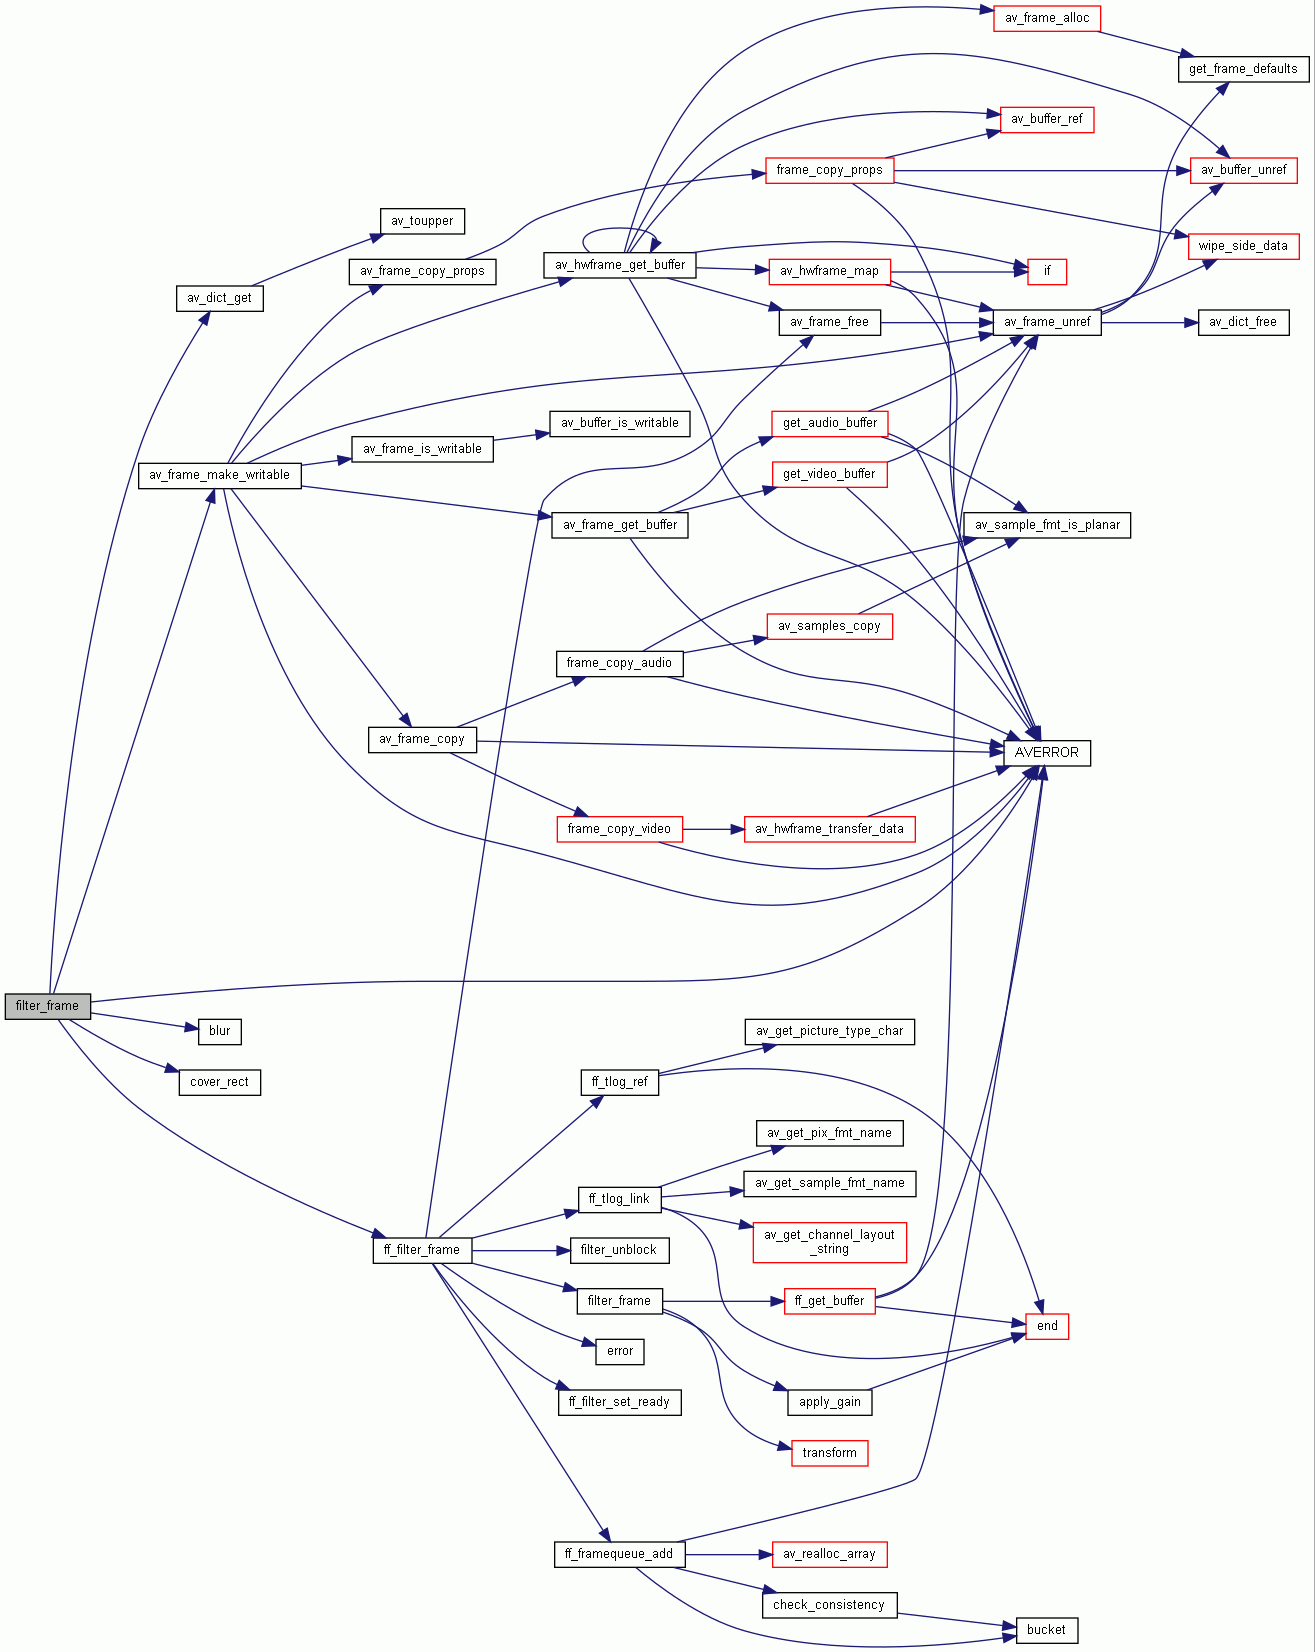 av_frame_alloc
get_frame_defaults
av_buffer_ref
frame_copy_props
av_buffer_unref
av_toupper
wipe_side_data
av_frame_copy_props
av_hwframe_get_buffer
av_hwframe_map
if
av_dict_get
av_frame_free
av_frame_unref
av_dict_free
get_audio_buffer
av_buffer_is_writable
av_frame_is_writable
av_frame_make_writable
get_video_buffer
av_frame_get_buffer
av_sample_fmt_is_planar
av_samples_copy
frame_copy_audio
av_frame_copy
AVERROR
frame_copy_video
av_hwframe_transfer_data
filter_frame
blur
av_get_picture_type_char
cover_rect
ff_tlog_ref
av_get_pix_fmt_name
av_get_sample_fmt_name
ff_tlog_link
av_get_channel_layout
_string
ff_filter_frame
filter_unblock
filter_frame
ff_get_buffer
end
error
ff_filter_set_ready
apply_gain
transform
ff_framequeue_add
av_realloc_array
check_consistency
bucket